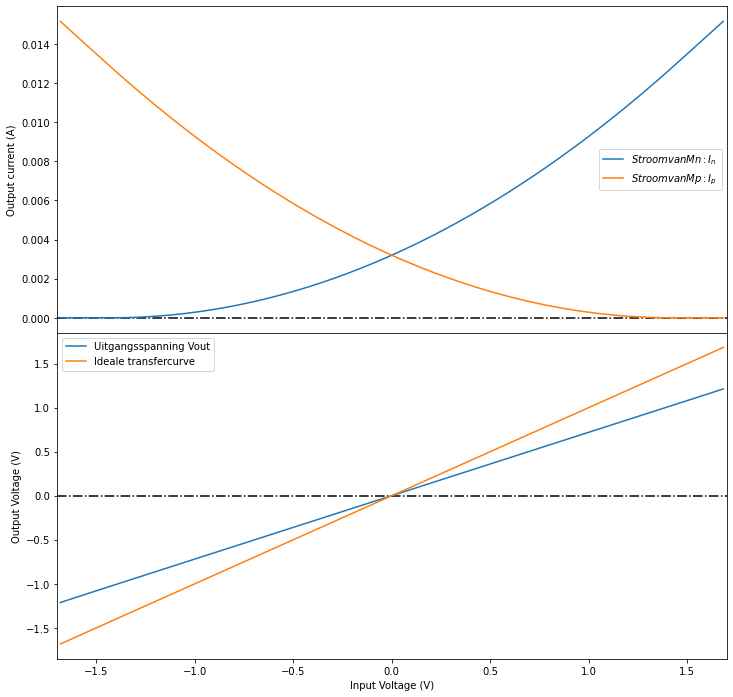 0.014
0.012
0.010
0.008
0.006
0.004
0.002
0.000
Output current (A)
StroomvanMn : Iₙ
StroomvanMp : Iₚ
Uitgangsspanning Vout
Ideale transfercurve
1.5
1.0
0.5
0.0
−0.5
−1.0
−1.5
Output Voltage (V)
−1.5 −1.0 −0.5 0.0 0.5 1.0 1.5
Input Voltage (V)